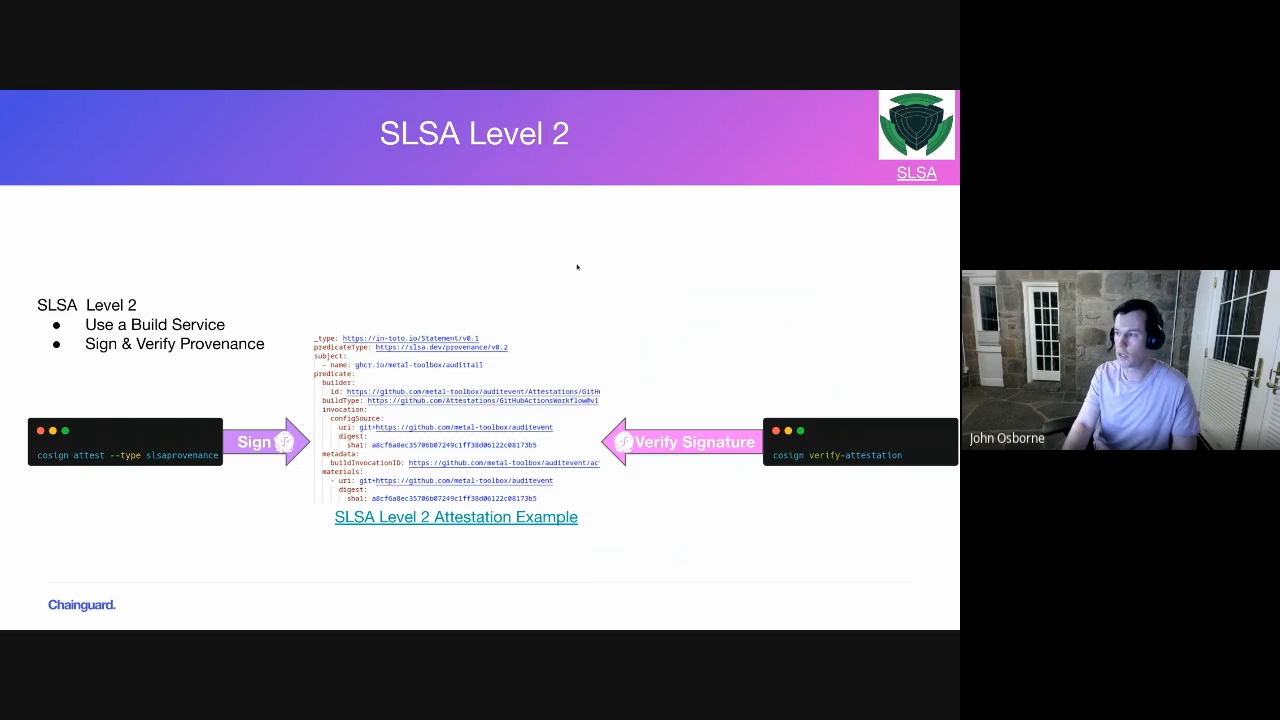 SLSA Level 2
SLSA
SLSA Level 2
● Use a Build Service
● Sign & Verify Provenance
_type: https://in-toto.io/Statement/v0.1
predicateType: https://slsa.dev/provenance/v0.2
subject:
- name: ghcr.io/metal-toolbox/audittail
predicate:
builder:
id: https://github.com/metal-toolbox/auditevent/Attestations/GitH
buildType: https://github.com/Attestations/GitHubActionsWorkflow@v1
invocation:
configSource:
uri: git+https://github.com/metal-toolbox/auditevent
digest:
sha1: a8cf6a8ec35706b07249c1ff38d06122c08173b5
metadata:
buildInvocationID: https://github.com/metal-toolbox/auditevent/ac
materials:
- uri: git+https://github.com/metal-toolbox/auditevent
digest:
sha1: a8cf6a8ec35706b07249c1ff38d06122c08173b5
cosign attest --type slsaprovenance
Sign
Verify Signature
cosign verify-attestation
SLSA Level 2 Attestation Example
Chainguard.
John Osborne